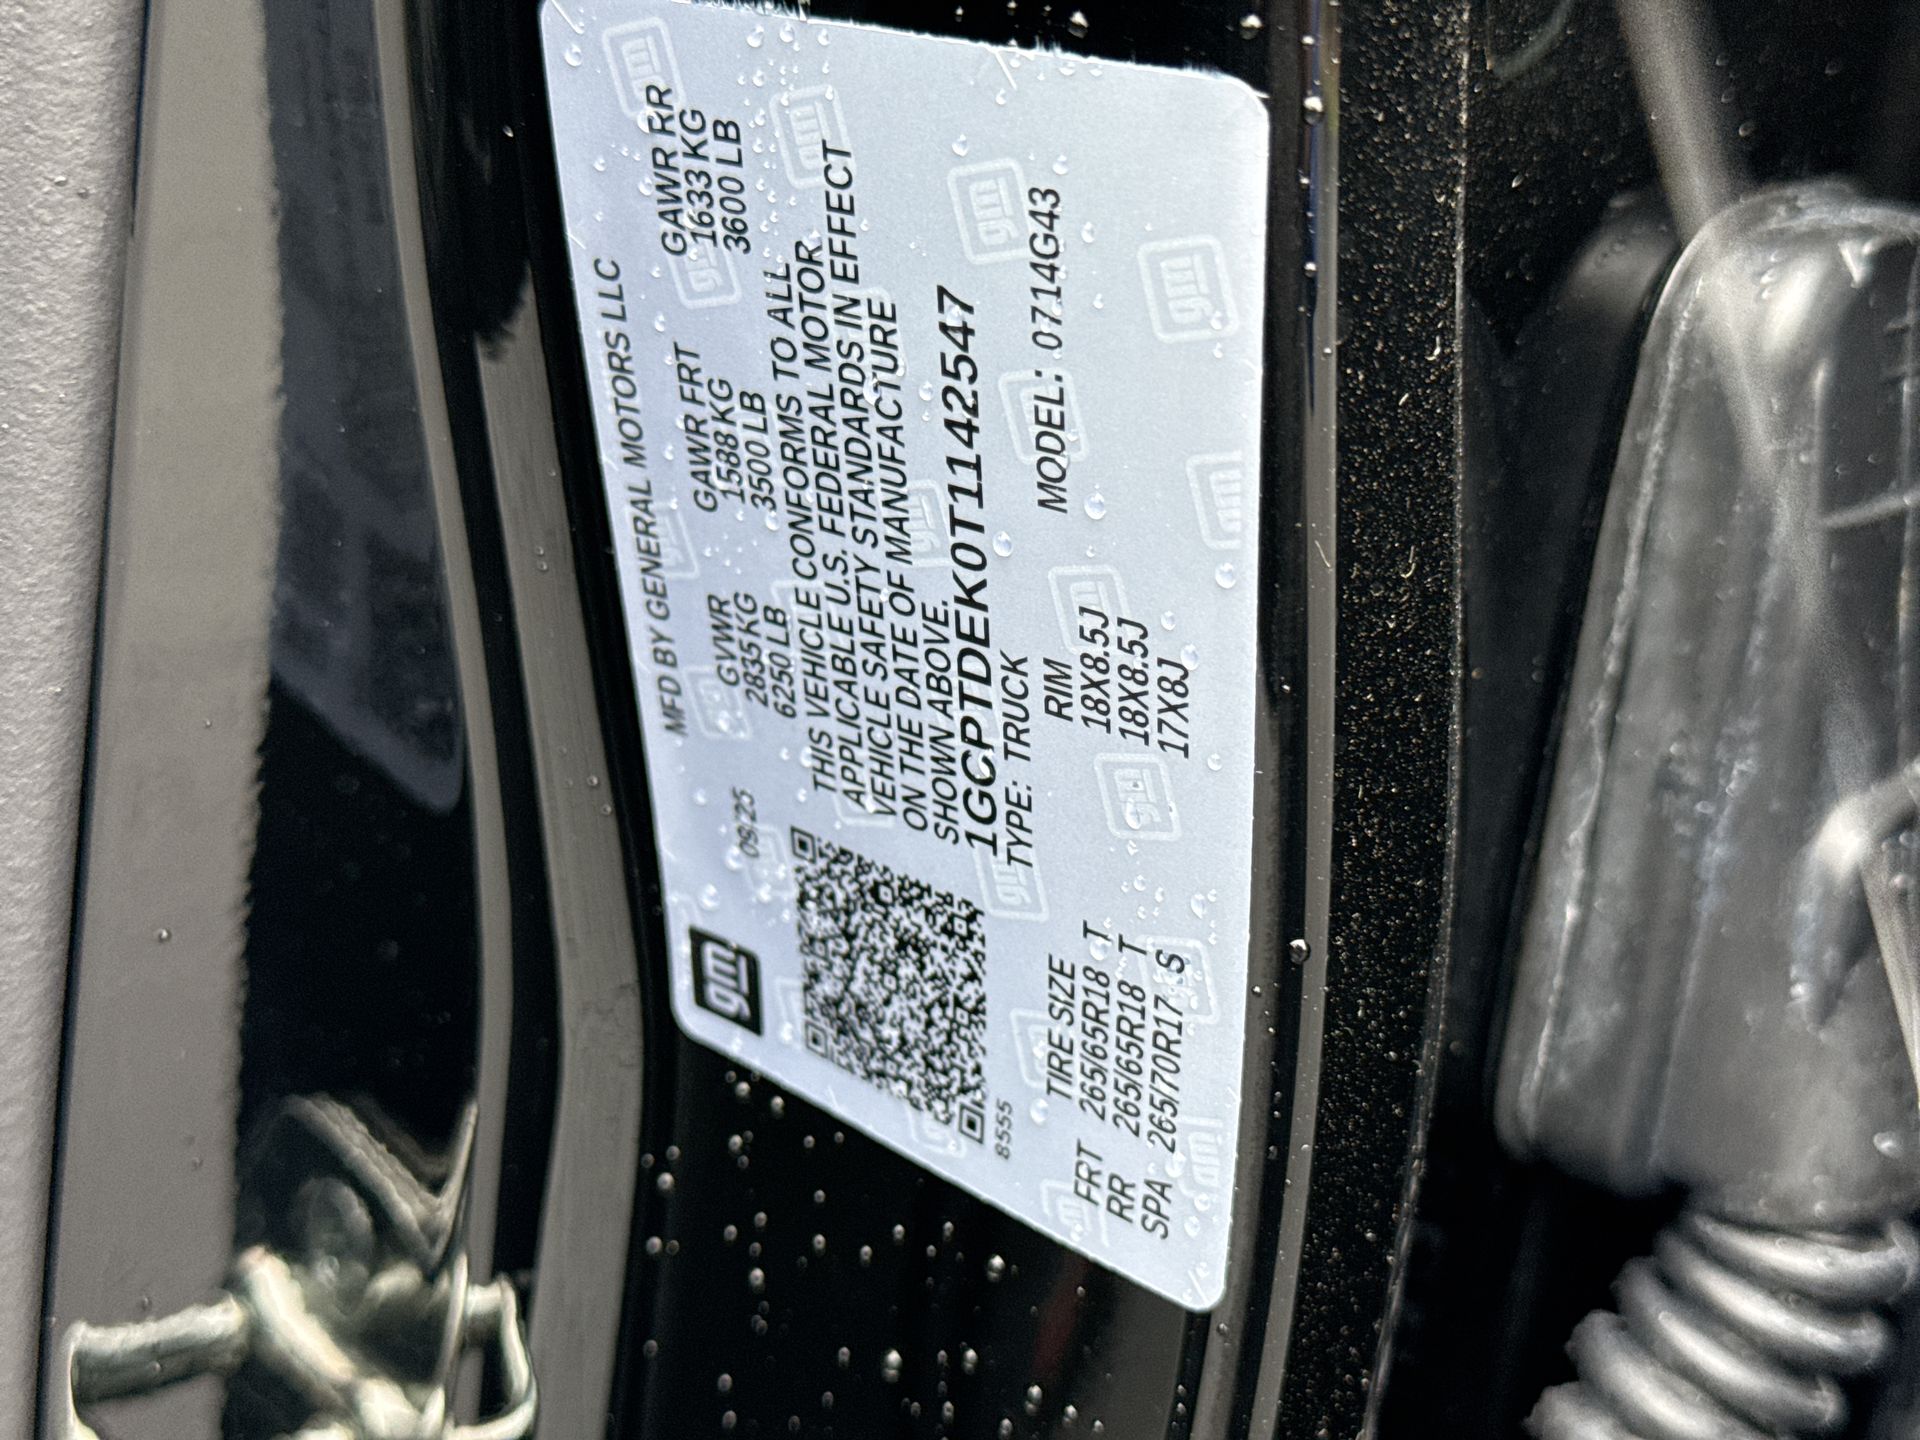 gm
08/25
MFD BY GENERAL MOTORS LLC
GVWR GAWR FRT GAWR RR
2835 KG 1588 KG 1633 KG
6250 LB 3500 LB 3600 LB
THIS VEHICLE CONFORMS TO ALL
APPLICABLE U.S. FEDERAL MOTOR
VEHICLE SAFETY STANDARDS IN EFFECT
ON THE DATE OF MANUFACTURE
SHOWN ABOVE.
1GCPTDEK0T1142547
TYPE: TRUCK MODEL: 0714G43
8555
TIRE SIZE RIM
FRT 265/65R18 T 18X8.5J
RR 265/65R18 T 18X8.5J
SPA 265/70R17 S 17X8J